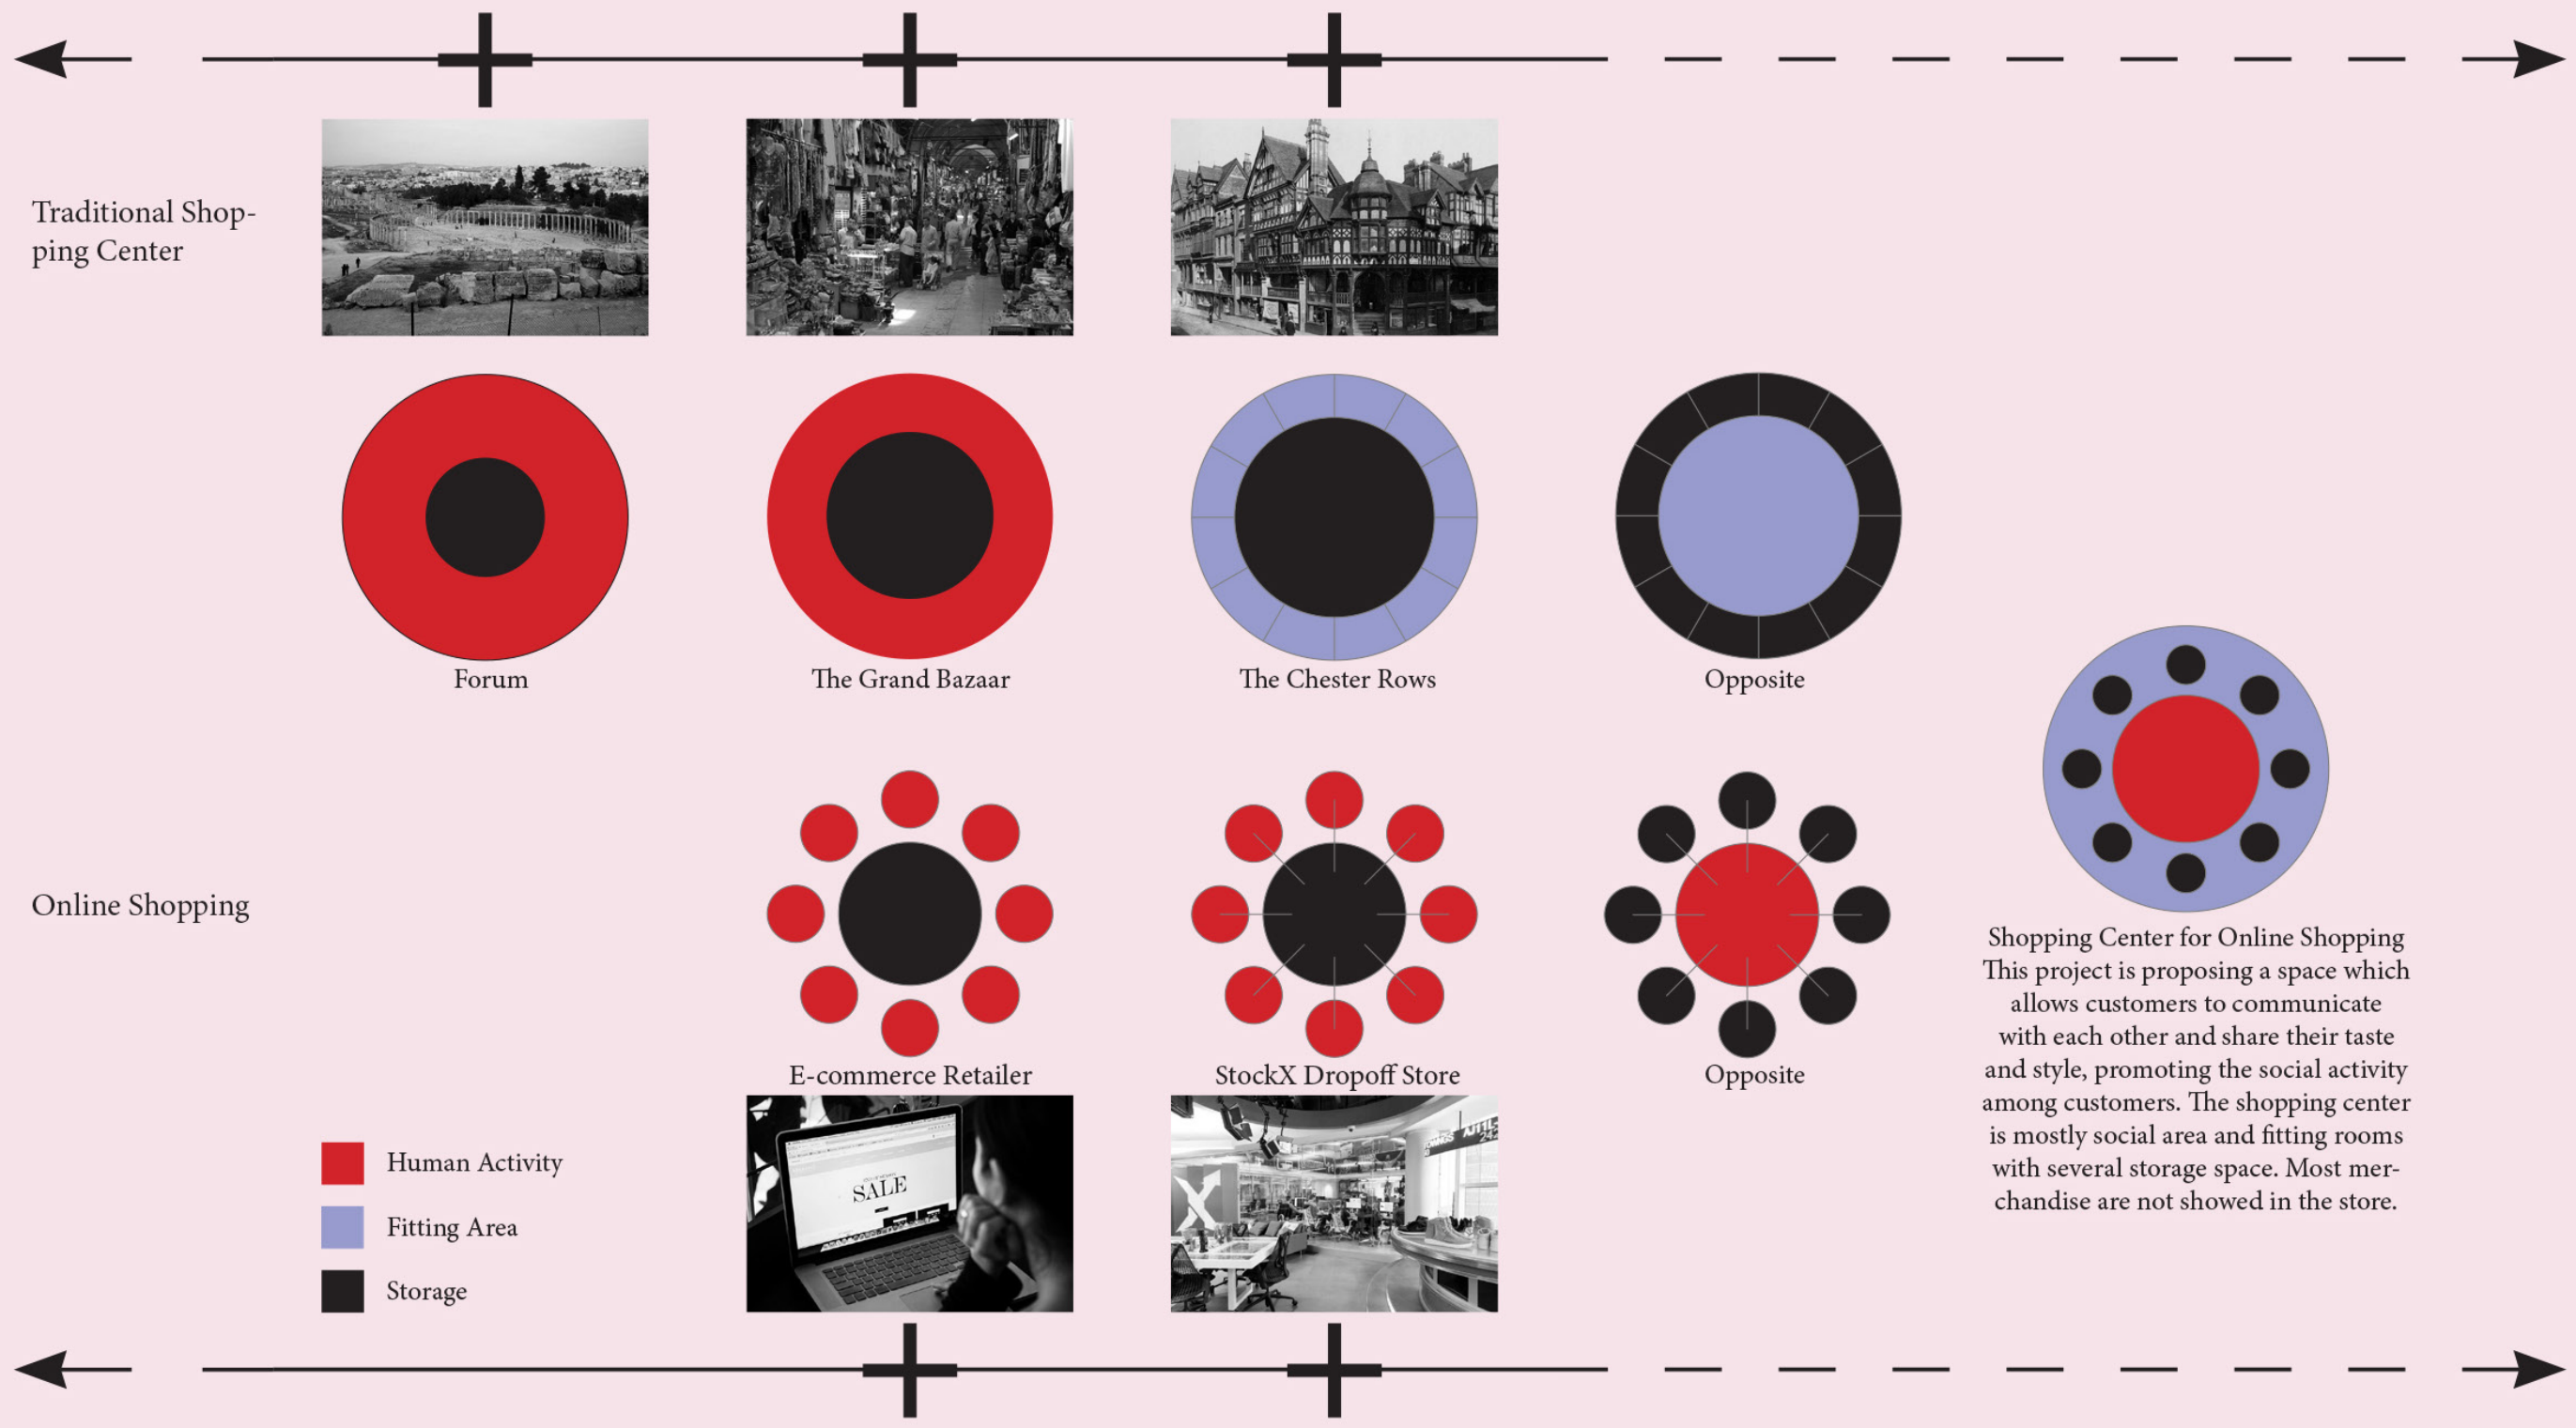 Traditional Shop-
ping Center
Forum
The Grand Bazaar
The Chester Rows
Opposite
Online Shopping
E-commerce Retailer
StockX Dropoff Store
Opposite
Shopping Center for Online Shopping
This project is proposing a space which
allows customers to communicate
with each other and share their taste
and style, promoting the social activity
among customers. The shopping center
is mostly social area and fitting rooms
with several storage space. Most mer-
chandise are not showed in the store.
Human Activity
Fitting Area
Storage
SALE
X